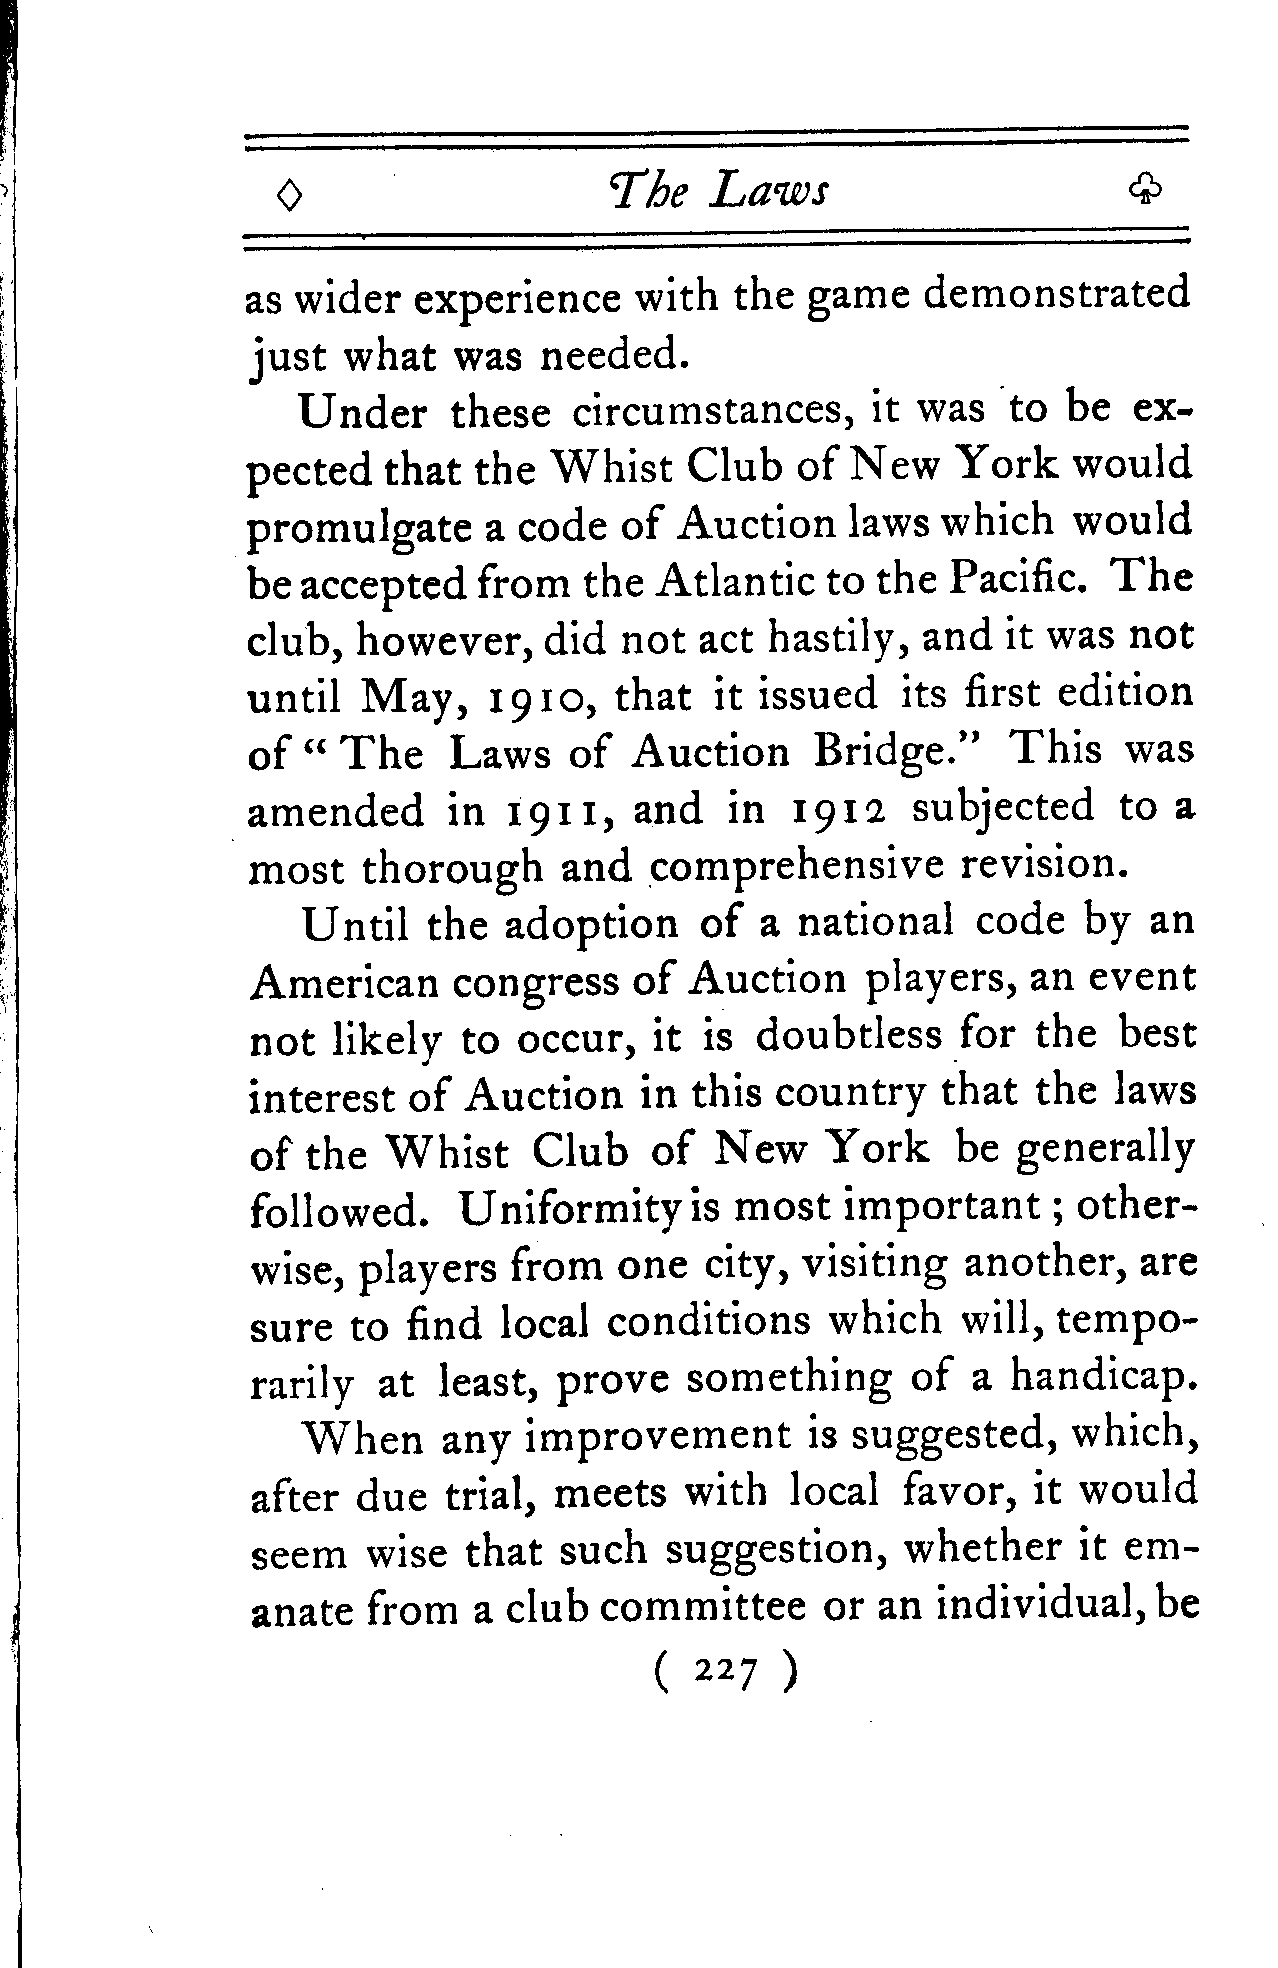 ◊ The Laws ♧
as wider experience with the game demonstrated
just what was needed.
Under these circumstances, it was to be ex-
pected that the Whist Club of New York would
promulgate a code of Auction laws which would
be accepted from the Atlantic to the Pacific. The
club, however, did not act hastily, and it was not
until May, 1910, that it issued its first edition
of “ The Laws of Auction Bridge.” This was
amended in 1911, and in 1912 subjected to a
most thorough and comprehensive revision.
Until the adoption of a national code by an
American congress of Auction players, an event
not likely to occur, it is doubtless for the best
interest of Auction in this country that the laws
of the Whist Club of New York be generally
followed. Uniformity is most important ; other-
wise, players from one city, visiting another, are
sure to find local conditions which will, tempo-
rarily at least, prove something of a handicap.
When any improvement is suggested, which,
after due trial, meets with local favor, it would
seem wise that such suggestion, whether it em-
anate from a club committee or an individual, be
( 227 )